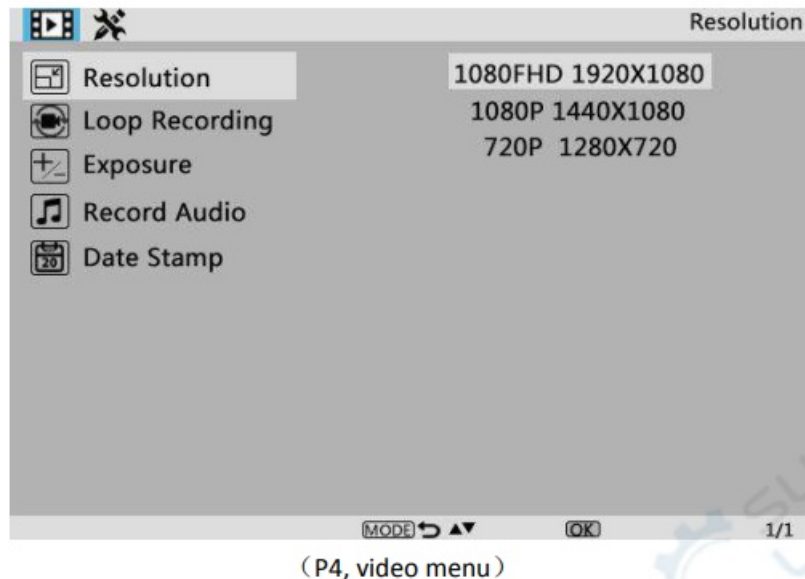 Resolution
Resolution
1080FHD 1920X1080
Loop Recording
1080P 1440X1080
720P 1280X720
Exposure
Record Audio
20
Date Stamp
MODE OK 1/1
（P4, video menu）